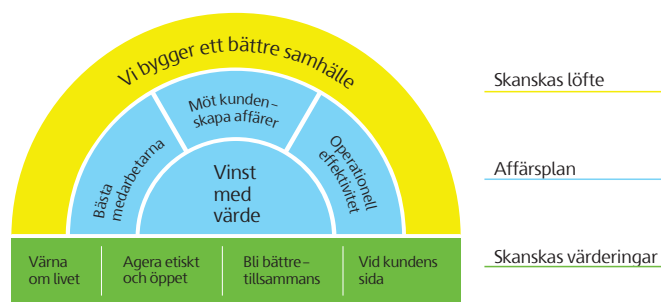 Vi bygger ett bättre samhälle
Bästa
medarbetarna
Möt kunden–
skapa affärer
Operationell
effektivitet
Vinst
med
värde
Värna
om livet
Agera etiskt
och öppet
Bli bättre–
tillsammans
Vid kundens
sida
Skanskas löfte
Affärsplan
Skanskas värderingar